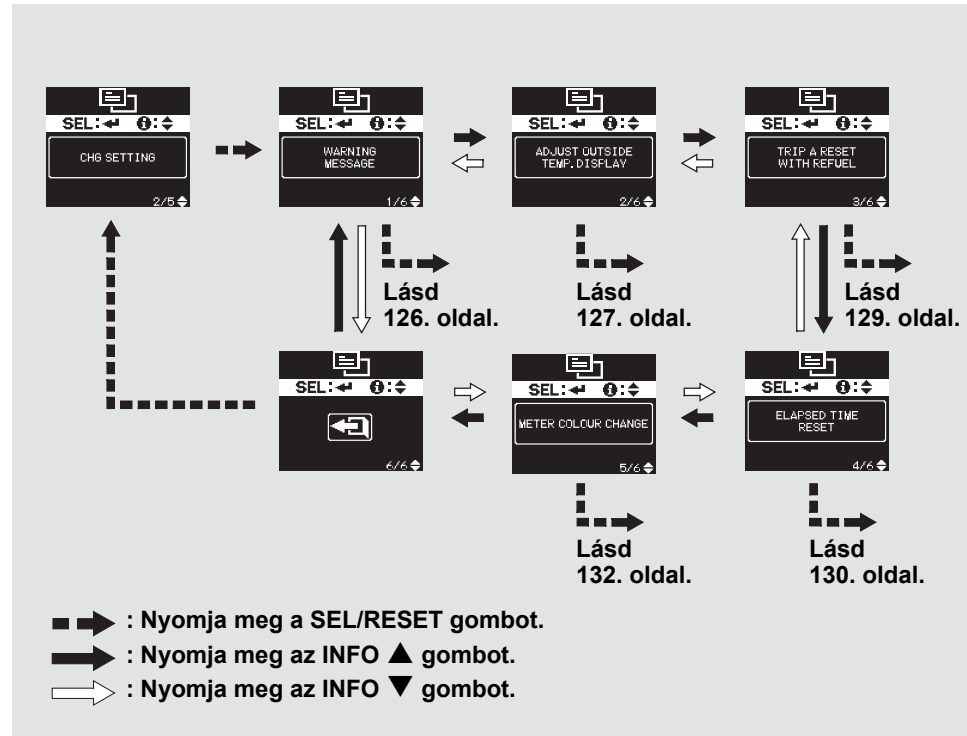 SEL:↵ ℹ:⬍
CHG SETTING
2/5
SEL:↵ ℹ:⬍
WARNING
MESSAGE
1/6
SEL:↵ ℹ:⬍
ADJUST OUTSIDE
TEMP. DISPLAY
2/6
SEL:↵ ℹ:⬍
TRIP A RESET
WITH REFUEL
3/6
Lásd
126. oldal.
Lásd
127. oldal.
Lásd
129. oldal.
SEL:↵ ℹ:⬍
6/6
SEL:↵ ℹ:⬍
METER COLOUR CHANGE
5/6
SEL:↵ ℹ:⬍
ELAPSED TIME
RESET
4/6
Lásd
132. oldal.
Lásd
130. oldal.
: Nyomja meg a SEL/RESET gombot.
: Nyomja meg az INFO ▲ gombot.
: Nyomja meg az INFO ▼ gombot.